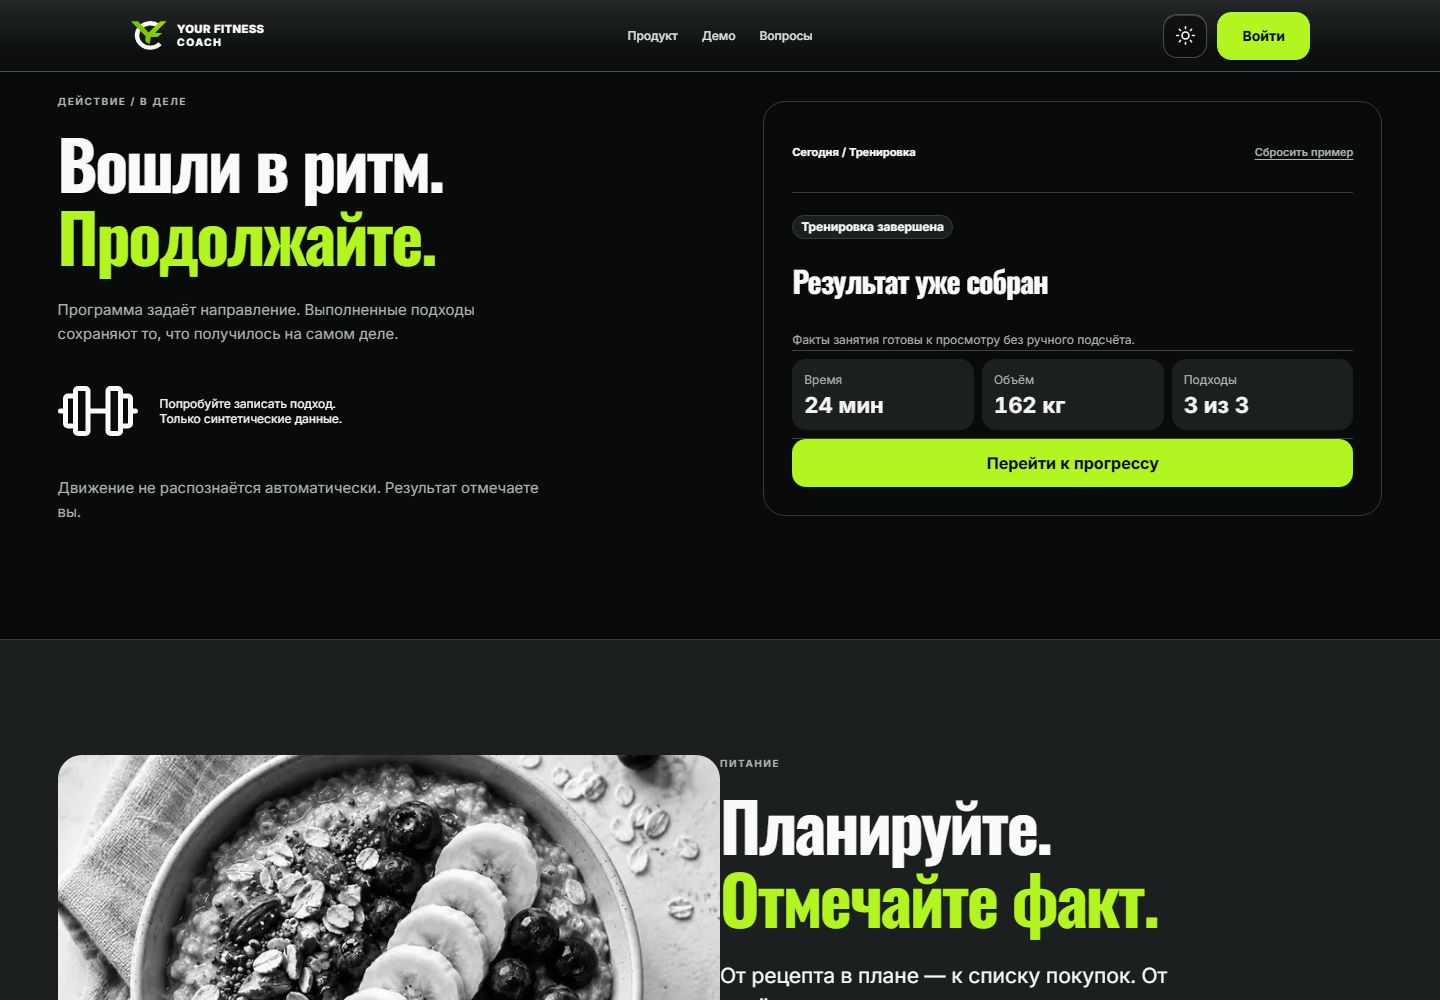 YOUR FITNESS
COACH
Продукт
Демо
Вопросы
Войти
ДЕЙСТВИЕ / В ДЕЛЕ
Вошли в ритм.
Продолжайте.
Программа задаёт направление. Выполненные подходы
сохраняют то, что получилось на самом деле.
Попробуйте записать подход.
Только синтетические данные.
Движение не распознаётся автоматически. Результат отмечаете
вы.
Сегодня / Тренировка
Сбросить пример
Тренировка завершена
Результат уже собран
Факты занятия готовы к просмотру без ручного подсчёта.
Время
24 мин
Объём
162 кг
Подходы
3 из 3
Перейти к прогрессу
ПИТАНИЕ
Планируйте.
Отмечайте факт.
От рецепта в плане — к списку покупок. От